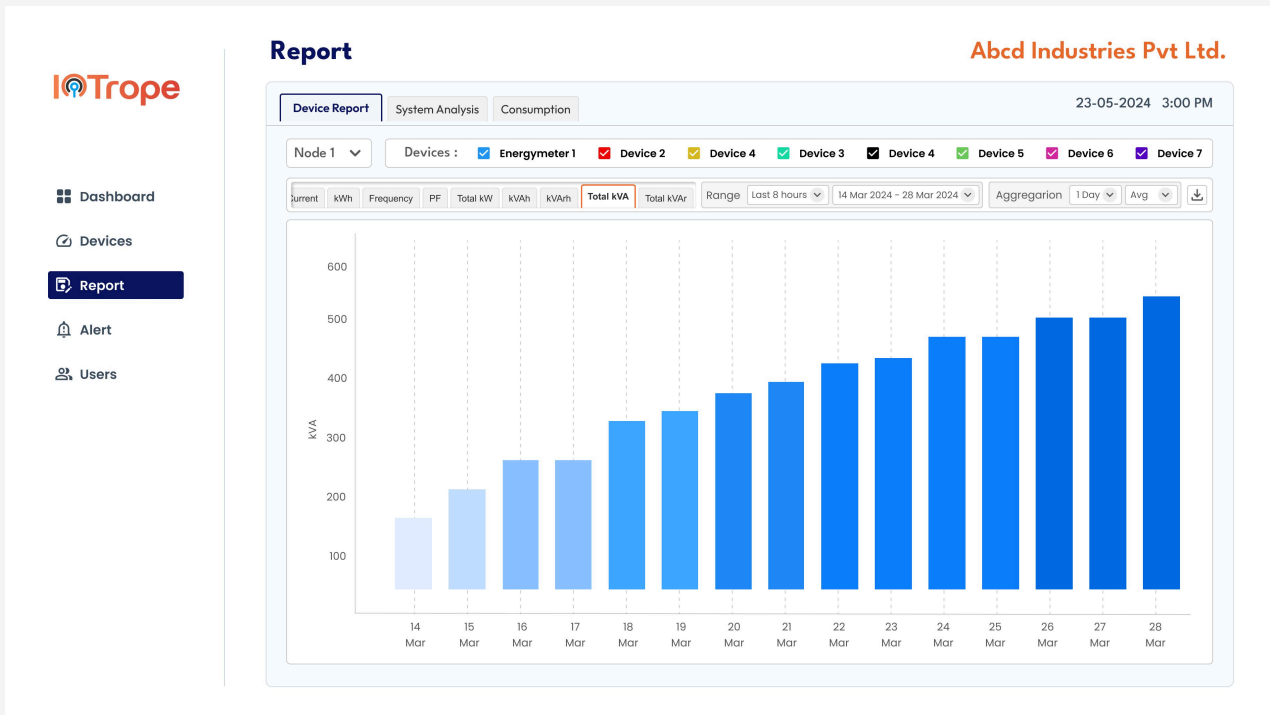 Report
Abcd Industries Pvt Ltd.
IOTrope
Device Report System Analysis Consumption
23-05-2024 3:00 PM
Node 1
Devices : Energymeter 1 Device 2 Device 4 Device 3 Device 4 Device 5 Device 6 Device 7
urrent kWh Frequency PF Total kW kVAh kVArh Total kVA Total kVAr Range Last 8 hours 14 Mar 2024 - 28 Mar 2024 Aggregarion 1 Day Avg
Dashboard
Devices
Report
Alert
Users
600
500
400
300
200
100
kVA
14 15 16 17 18 19 20 21 22 23 24 25 26 27 28
Mar Mar Mar Mar Mar Mar Mar Mar Mar Mar Mar Mar Mar Mar Mar